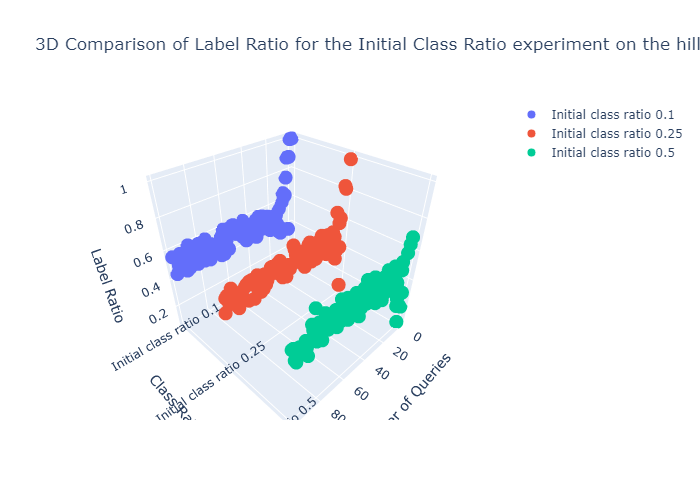 3D Comparison of Label Ratio for the Initial Class Ratio experiment on the hill
Initial class ratio 0.1
Initial class ratio 0.25
Initial class ratio 0.5
1
0.8
0.6
0.4
0.2
Label Ratio
Initial class ratio 0.1
Initial class ratio 0.25
0.5
0
20
40
60
80
of Queries